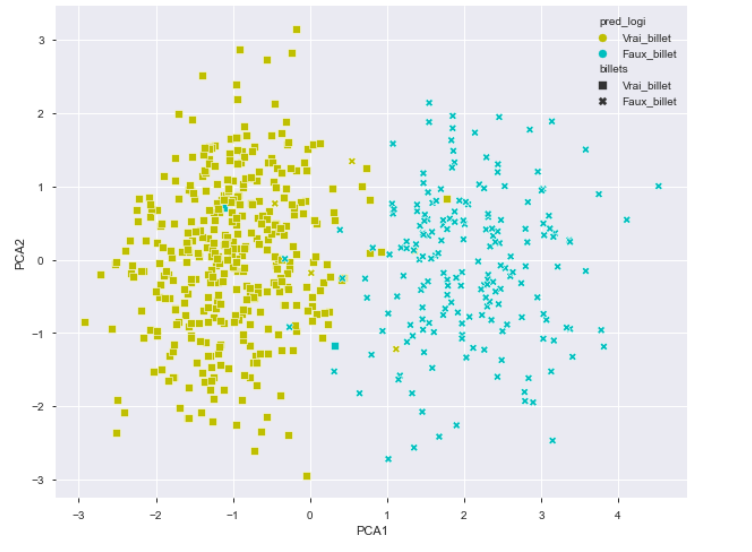 pred_logi
Vrai_billet
Faux_billet
billets
Vrai_billet
Faux_billet
3
2
1
0
−1
−2
−3
PCA2
−3 −2 −1 0 1 2 3 4
PCA1